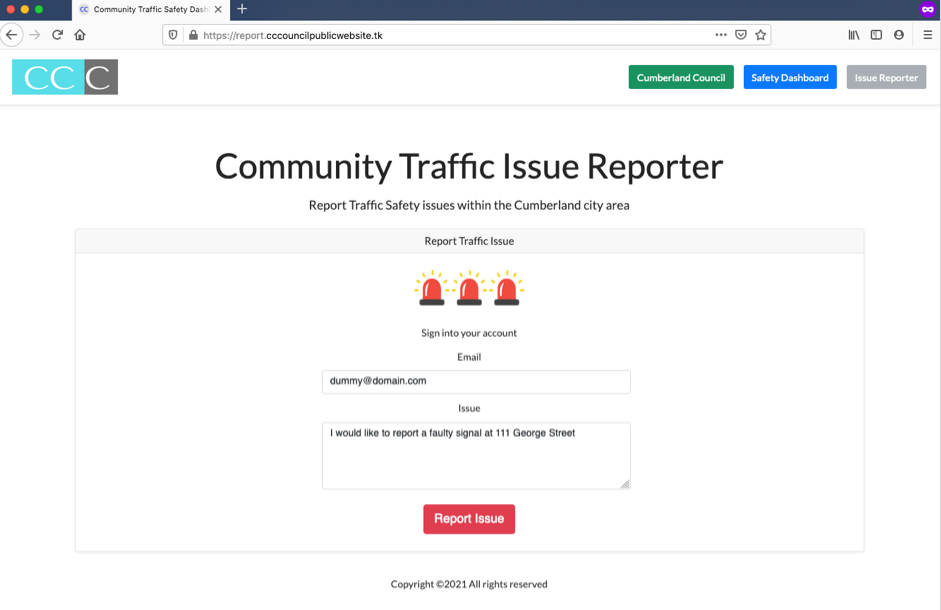 CC Community Traffic Safety Dash
https://report.cccouncilpublicwebsite.tk
CCC
Cumberland Council
Safety Dashboard
Issue Reporter
Community Traffic Issue Reporter
Report Traffic Safety issues within the Cumberland city area
Report Traffic Issue
Sign into your account
Email
dummy@domain.com
Issue
I would like to report a faulty signal at 111 George Street
Report Issue
Copyright ©2021 All rights reserved